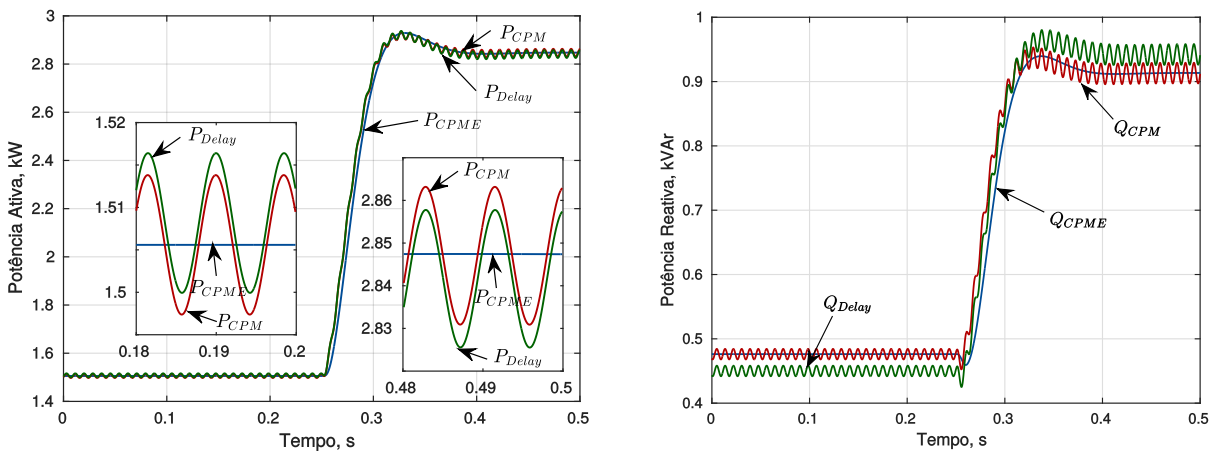 3
2.8
2.6
2.4
2.2
2
1.8
1.6
1.4
0
0.1
0.2
0.3
0.4
0.5
Potência Ativa, kW
Tempo, s
P_CPM
P_Delay
P_CPME
1.52
1.51
1.5
0.18
0.19
0.2
P_Delay
P_CPME
P_CPM
2.86
2.85
2.84
2.83
2.82
0.48
0.49
0.5
P_CPM
P_CPME
P_Delay
1
0.9
0.8
0.7
0.6
0.5
0.4
0
0.1
0.2
0.3
0.4
0.5
Potência Reativa, kVAr
Tempo, s
Q_CPM
Q_CPME
Q_Delay